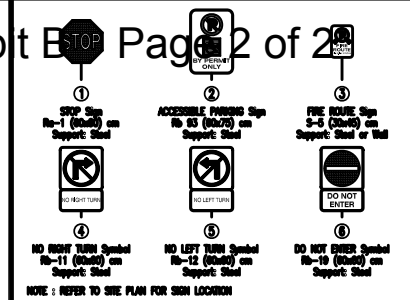 bit B Page 2 of 2
STOP
BY PERMIT
ONLY
FIRE
ROUTE
1
2
3
STOP Sign
ACCESSIBLE PARKING Sign
FIRE ROUTE Sign
Ra-1 (60x60) cm
Rb 93 (60x75) cm
S-5 (30x45) cm
Support: Steel
Support: Steel
Support: Steel or Wall
NO RIGHT TURN
NO LEFT TURN
DO NOT
ENTER
4
5
6
NO RIGHT TURN Symbol
NO LEFT TURN Symbol
DO NOT ENTER Symbol
Rb-11 (60x60) cm
Rb-12 (60x60) cm
Rb-19 (60x60) cm
Support: Steel
Support: Steel
Support: Steel
NOTE : REFER TO SITE PLAN FOR SIGN LOCATION